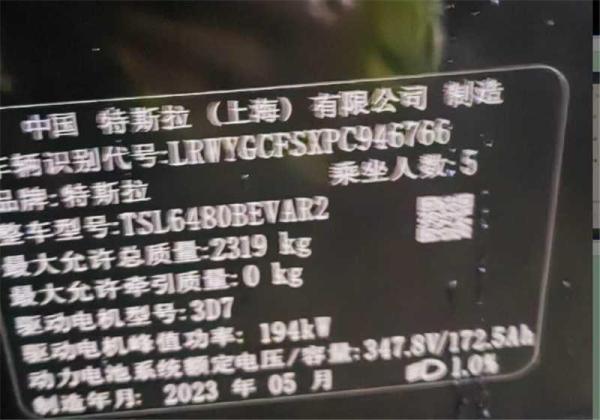 中国 特斯拉（上海）有限公司 制造
车辆识别代号:LRWYGCFSXPC946766
品牌:特斯拉 乘坐人数:5
整车型号:TSL6480BEVAR2
最大允许总质量:2319 kg
最大允许牵引质量:0 kg
驱动电机型号:3D7
驱动电机峰值功率: 194kW
动力电池系统额定电压/容量:347.8V/172.5Ah
制造年月: 2023 年 05 月 1.0%